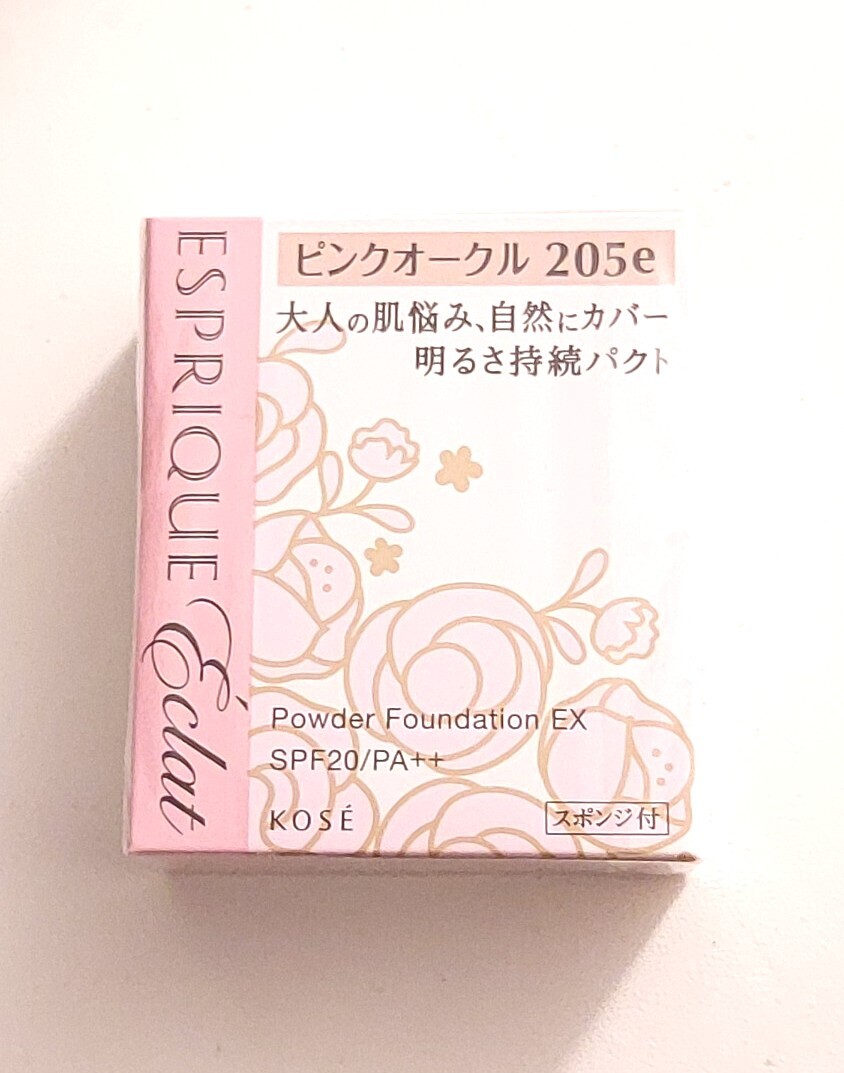 ESPRIQUE Éclat
ピンクオークル 205e
大人の肌悩み、自然にカバー
明るさ持続パクト
Powder Foundation EX
SPF20/PA++
KOSÉ
スポンジ付